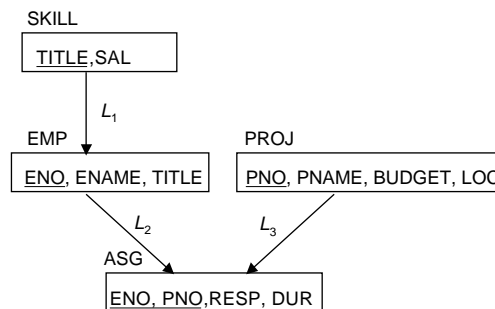 SKILL
TITLE,SAL
L1
EMP PROJ
ENO, ENAME, TITLE PNO, PNAME, BUDGET, LOC
L2 L3
ASG
ENO, PNO,RESP, DUR